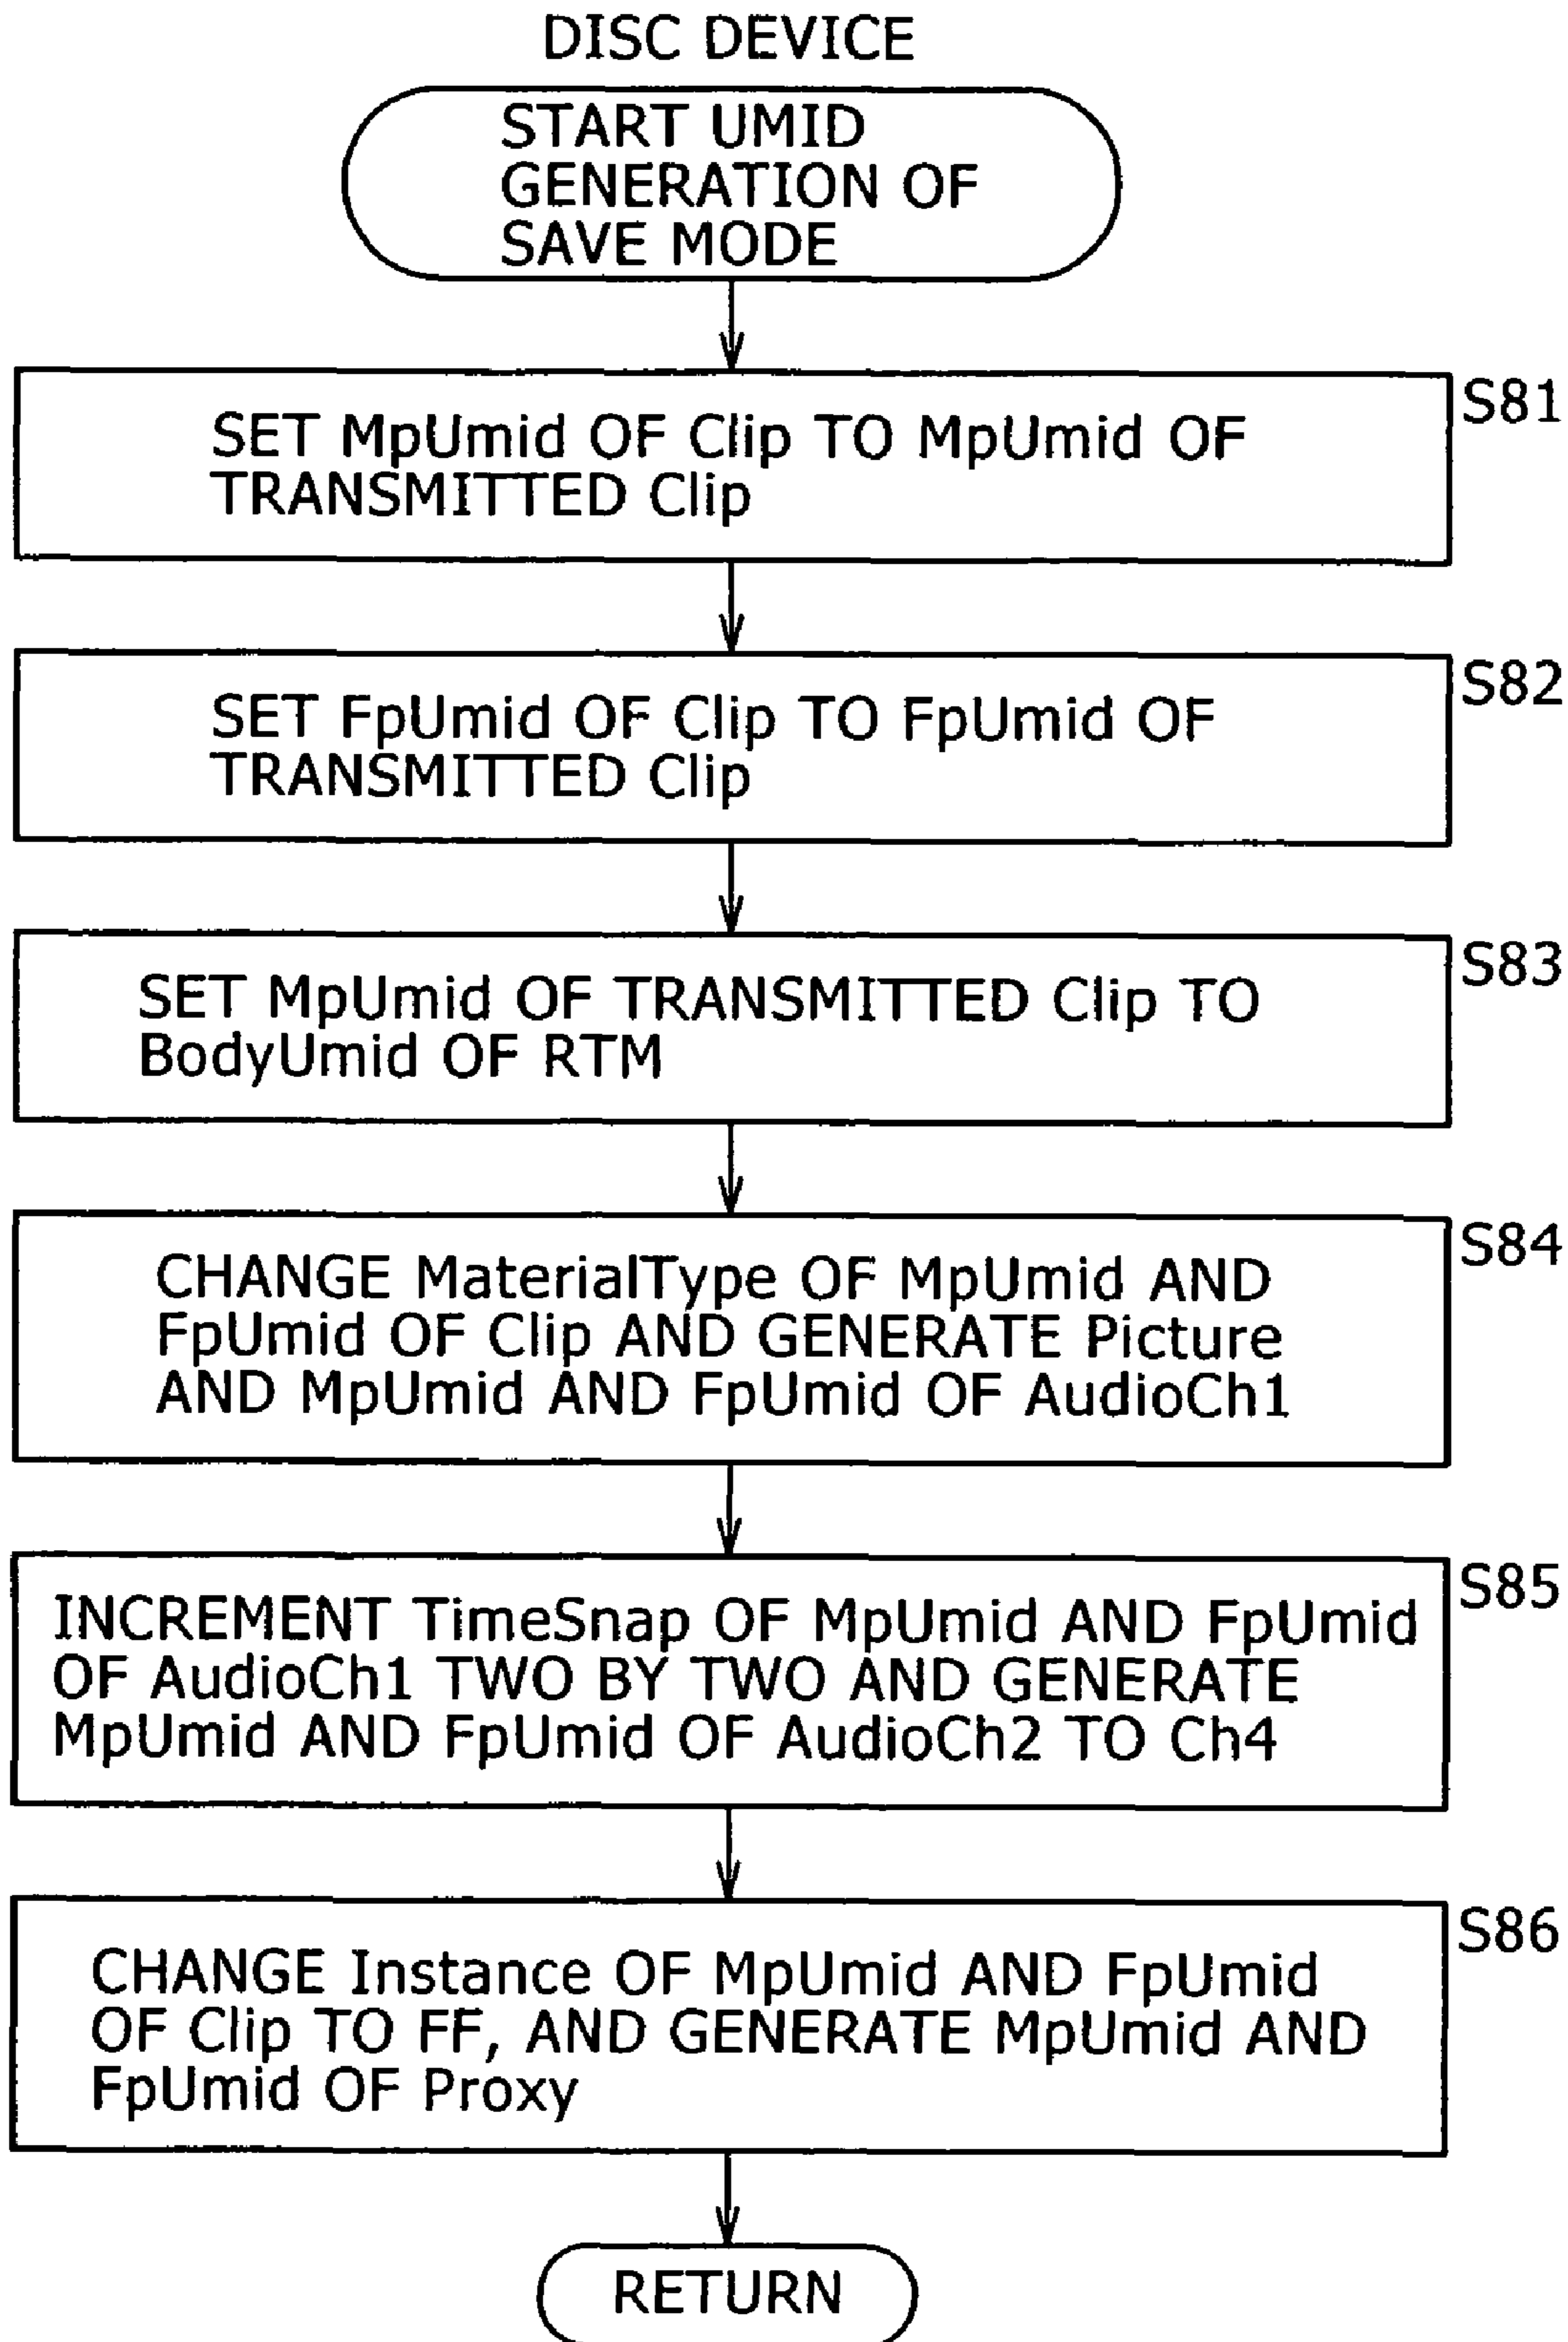 DISC DEVICE
START UMID
GENERATION OF
SAVE MODE
S81
SET MpUmid OF Clip TO MpUmid OF
TRANSMITTED Clip
S82
SET FpUmid OF Clip TO FpUmid OF
TRANSMITTED Clip
S83
SET MpUmid OF TRANSMITTED Clip TO
BodyUmid OF RTM
S84
CHANGE MaterialType OF MpUmid AND
FpUmid OF Clip AND GENERATE Picture
AND MpUmid AND FpUmid OF AudioCh1
S85
INCREMENT TimeSnap OF MpUmid AND FpUmid
OF AudioCh1 TWO BY TWO AND GENERATE
MpUmid AND FpUmid OF AudioCh2 TO Ch4
S86
CHANGE Instance OF MpUmid AND FpUmid
OF Clip TO FF, AND GENERATE MpUmid AND
FpUmid OF Proxy
RETURN